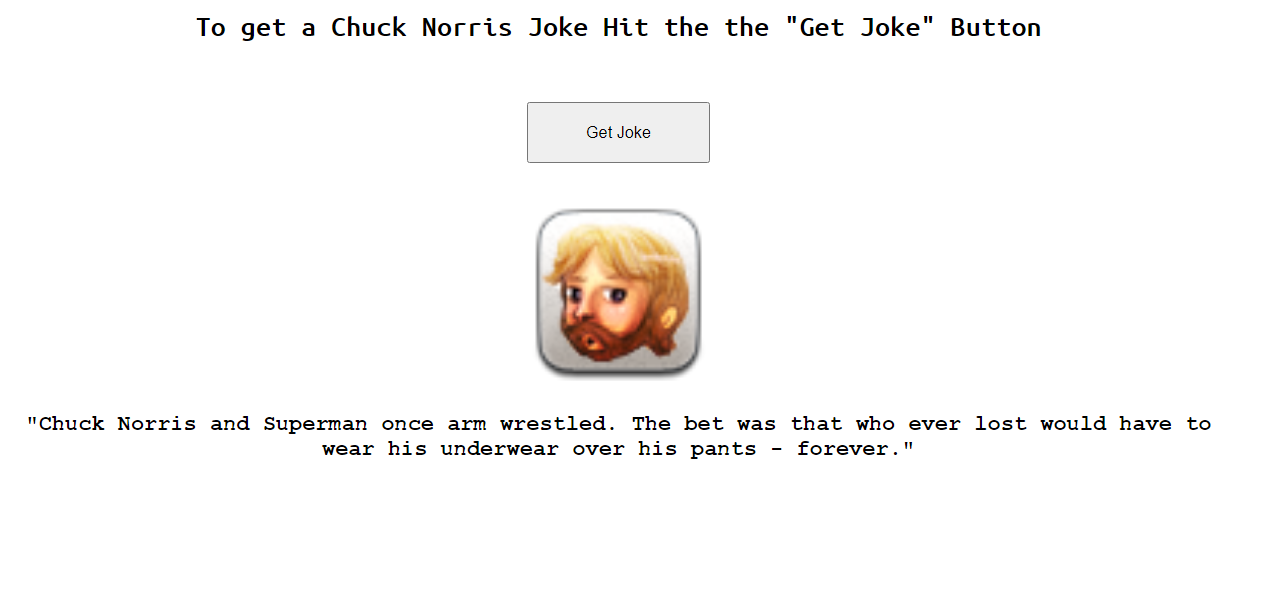 To get a Chuck Norris Joke Hit the the "Get Joke" Button
Get Joke
"Chuck Norris and Superman once arm wrestled. The bet was that who ever lost would have to
wear his underwear over his pants - forever."